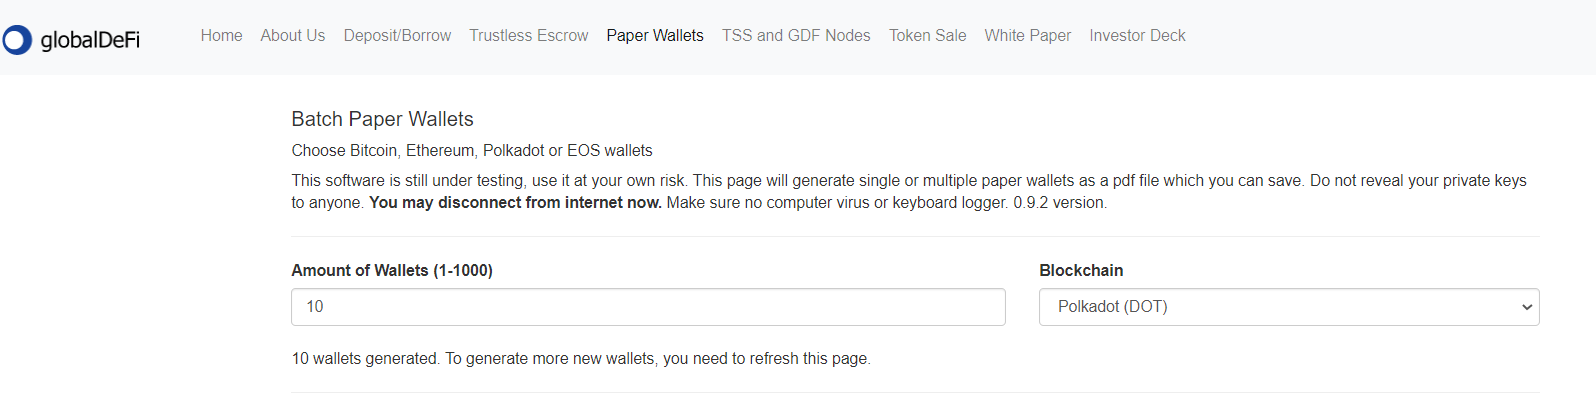 globalDeFi
Home About Us Deposit/Borrow Trustless Escrow Paper Wallets TSS and GDF Nodes Token Sale White Paper Investor Deck
Batch Paper Wallets
Choose Bitcoin, Ethereum, Polkadot or EOS wallets
This software is still under testing, use it at your own risk. This page will generate single or multiple paper wallets as a pdf file which you can save. Do not reveal your private keys
to anyone. You may disconnect from internet now. Make sure no computer virus or keyboard logger. 0.9.2 version.
Amount of Wallets (1-1000) Blockchain
10 Polkadot (DOT)
10 wallets generated. To generate more new wallets, you need to refresh this page.